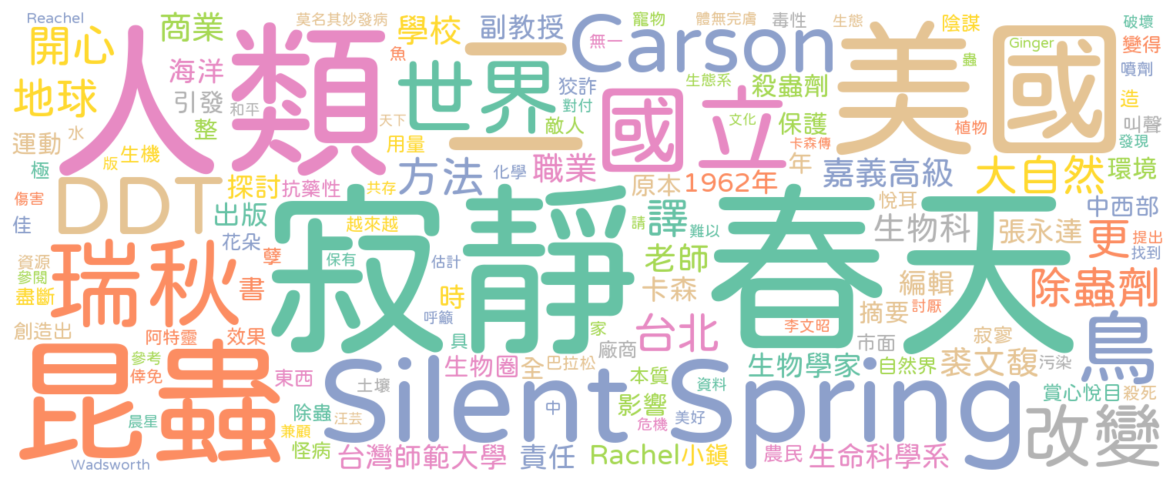 Reachel
商業
莫名其妙發病
寵物
體無完膚
毒性
生態
陰謀
破壞
開心
人類
學校
副教授
Carson
無一
美國
Ginger
變得
魚
世界
一
狡詐
生態系
殺蟲劑
蟲
噴劑
海洋
地球
引發
和平
天下
對付
敵人
國立
文化
保護
植物
造
叫聲
整
運動
水
用量
卡森傳
發現
版
生機
方法
化學
職業
年
嘉義高級
大自然
環境
極
DDT
探討
抗藥性
共存
原本
1962年
傷害
佳
出版
越來越
寂靜
請
譯
難以
春天
悅耳
生物科
中西部
張永達
花朵
瑞秋
孽
保有
估計
老師
更
提出
找到
資源
參閱
盡斷
書
時
卡森
編輯
討厭
除蟲劑
創造出
阿特靈
效果
呼籲
家
台北
李文昭
摘要
寂寥
鳥
昆蟲
參考
倖免
東西
具
廠商
市面
生物圈
全
巴拉松
生物學家
自然界
裘文馥
污染
Silent Spring
土壤
本質
資料
賞心悅目
殺死
晨星
除蟲
汪芸
中
影響
美好
改變
兼顧
怪病
危機
Wadsworth
台灣師範大學
責任
Rachel
小鎮
農民
生命科學系